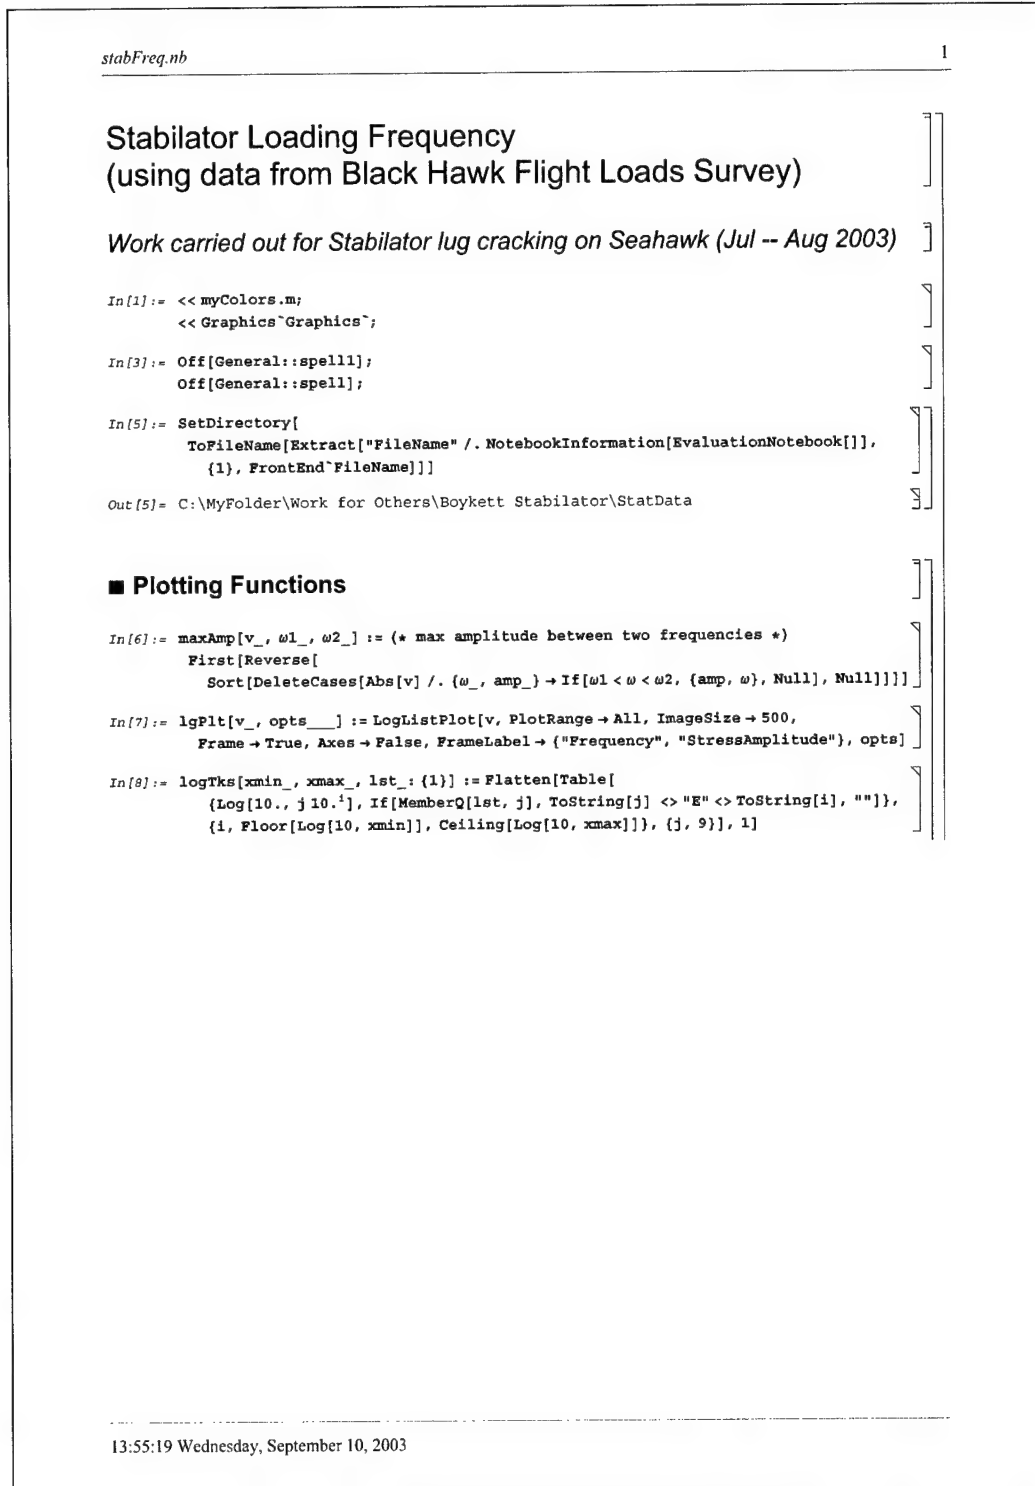 stabFreq.nb 1
Stabilator Loading Frequency
(using data from Black Hawk Flight Loads Survey)
Work carried out for Stabilator lug cracking on Seahawk (Jul -- Aug 2003)
In[1]:= << myColors.m;
<< Graphics`Graphics`;
In[3]:= Off[General::spell1];
Off[General::spell];
In[5]:= SetDirectory[
ToFileName[Extract["FileName" /. NotebookInformation[EvaluationNotebook[]],
{1}, FrontEnd`FileName]]]
Out[5]= C:\MyFolder\Work for Others\Boykett Stabilator\StatData
■ Plotting Functions
In[6]:= maxAmp[v_, ω1_, ω2_] := (* max amplitude between two frequencies *)
First[Reverse[
Sort[DeleteCases[Abs[v] /. {ω_, amp_} → If[ω1 < ω < ω2, {amp, ω}, Null], Null]]]]
In[7]:= lgPlt[v_, opts___] := LogListPlot[v, PlotRange → All, ImageSize → 500,
Frame → True, Axes → False, FrameLabel → {"Frequency", "StressAmplitude"}, opts]
In[8]:= logTks[xmin_, xmax_, lst_: {1}] := Flatten[Table[
{Log[10., j 10.^i], If[MemberQ[lst, j], ToString[j] <> "E" <> ToString[i], ""]},
{i, Floor[Log[10, xmin]], Ceiling[Log[10, xmax]]}, {j, 9}], 1]
13:55:19 Wednesday, September 10, 2003